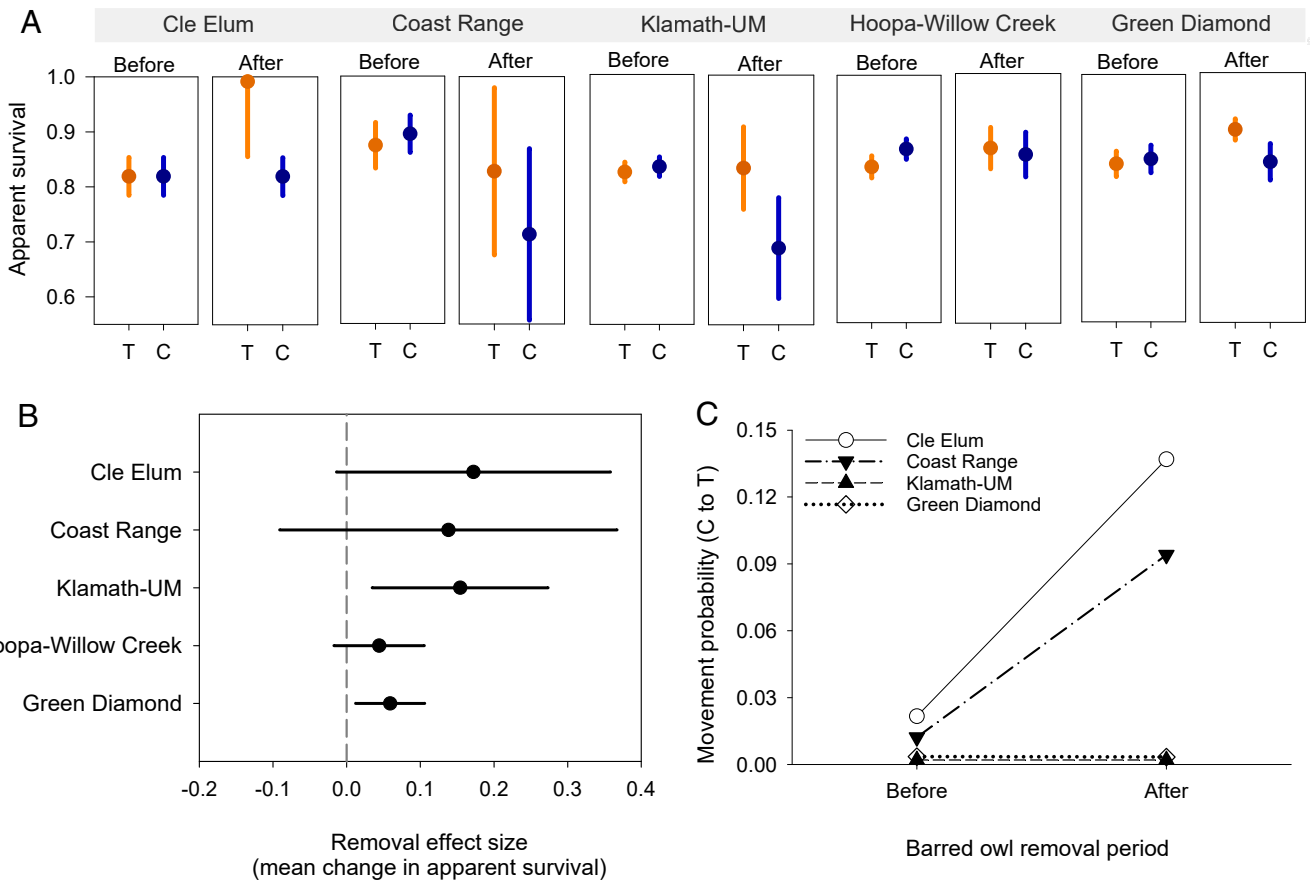 A
Cle Elum
Coast Range
Klamath-UM
Hoopa-Willow Creek
Green Diamond
Before
After
Before
After
Before
After
Before
After
Before
After
Apparent survival
1.0
0.9
0.8
0.7
0.6
T C
T C
T C
T C
T C
T C
T C
T C
T C
T C
B
Cle Elum
Coast Range
Klamath-UM
oopa-Willow Creek
Green Diamond
-0.2 -0.1 0.0 0.1 0.2 0.3 0.4
Removal effect size
(mean change in apparent survival)
C
Movement probability (C to T)
0.15
0.12
0.09
0.06
0.03
0.00
Cle Elum
Coast Range
Klamath-UM
Green Diamond
Before After
Barred owl removal period